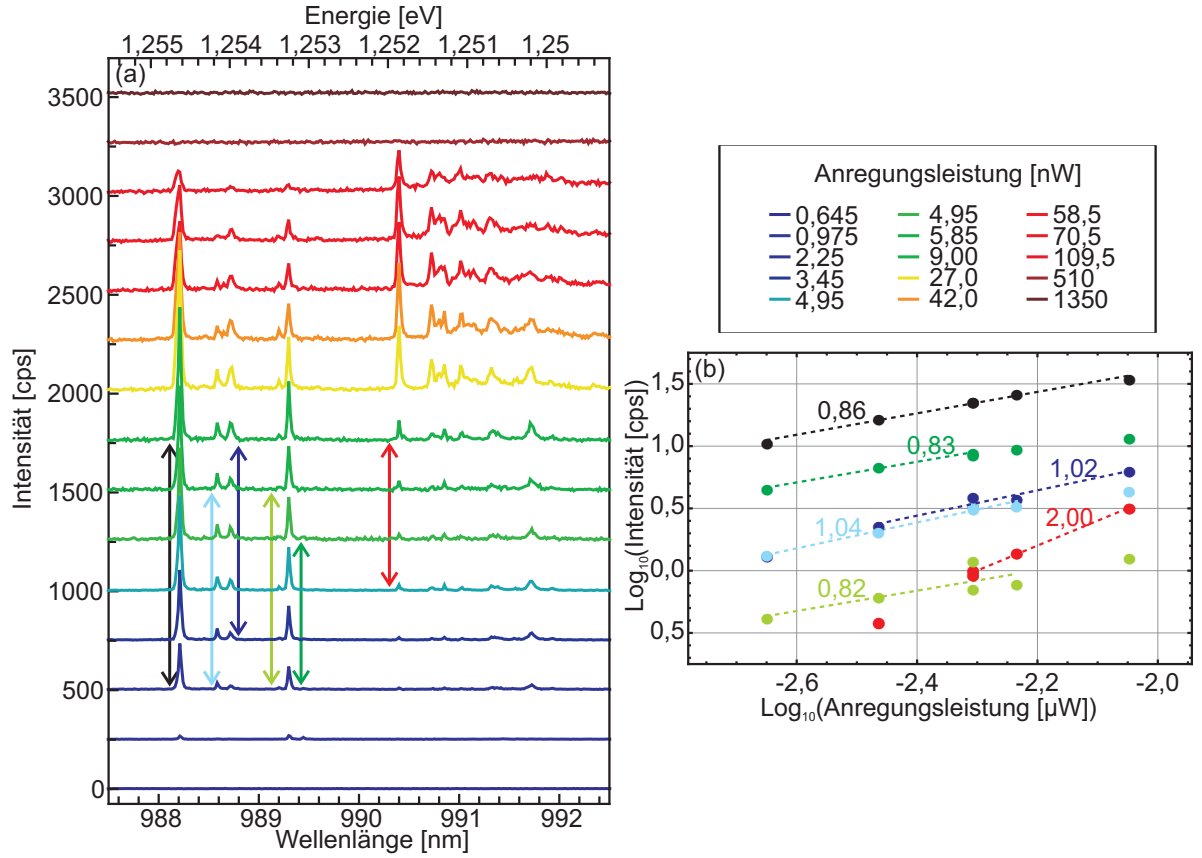 Energie [eV]
1,255 1,254 1,253 1,252 1,251 1,25
(a)
3500
3000
2500
2000
1500
1000
500
0
Intensität [cps]
988 989 990 991 992
Wellenlänge [nm]
Anregungsleistung [nW]
0,645 4,95 58,5
0,975 5,85 70,5
2,25 9,00 109,5
3,45 27,0 510
4,95 42,0 1350
(b)
1,5
1,0
0,5
0,0
0,5
Log₁₀(Intensität [cps])
0,86
0,83
1,02
1,04
2,00
0,82
-2,6 -2,4 -2,2 -2,0
Log₁₀(Anregungsleistung [µW])